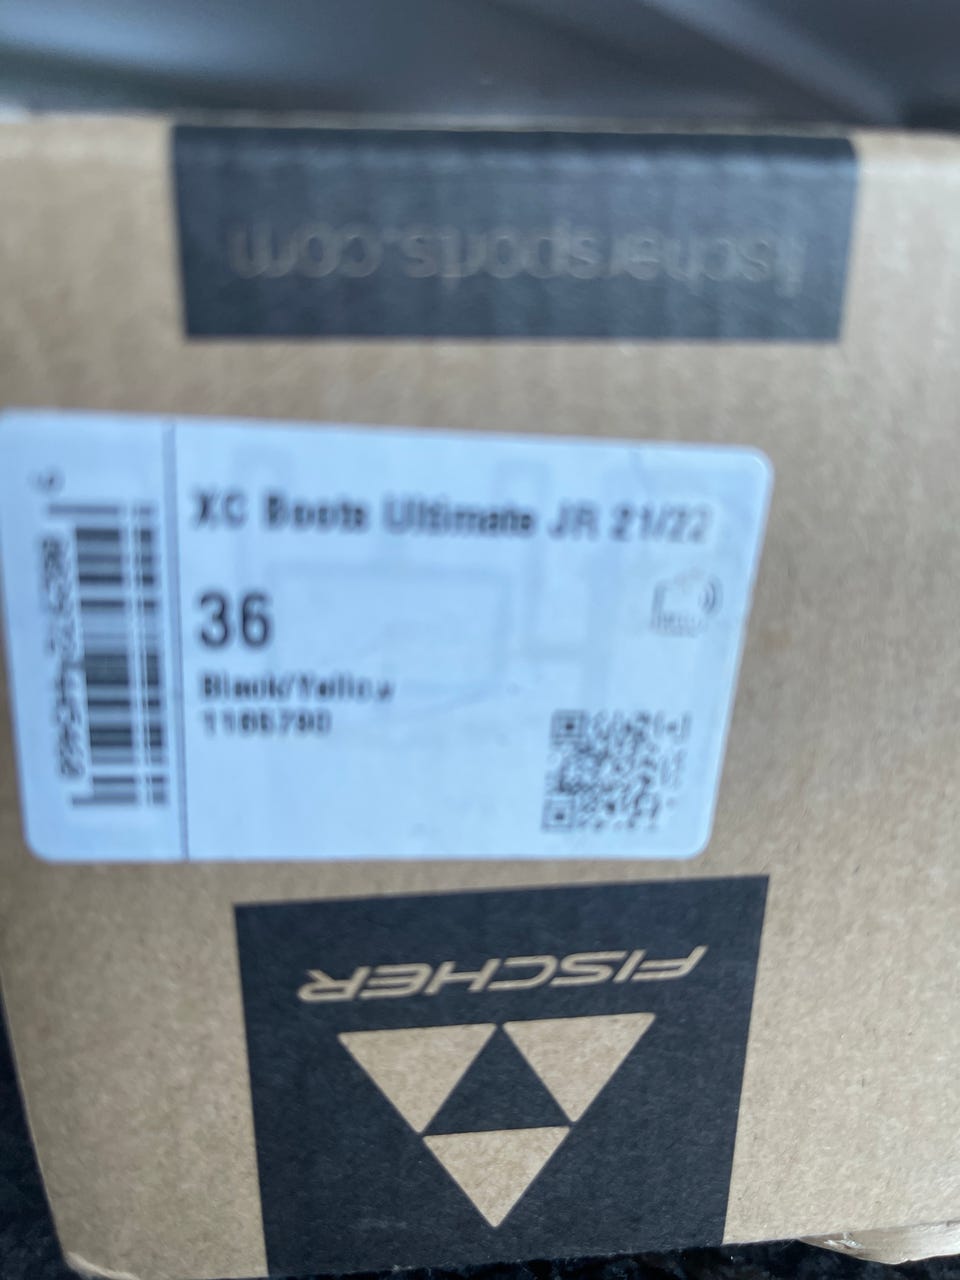 fischersports.com
XC Boots Ultimate JR 21/22
36
Black/Yellow
FISCHER